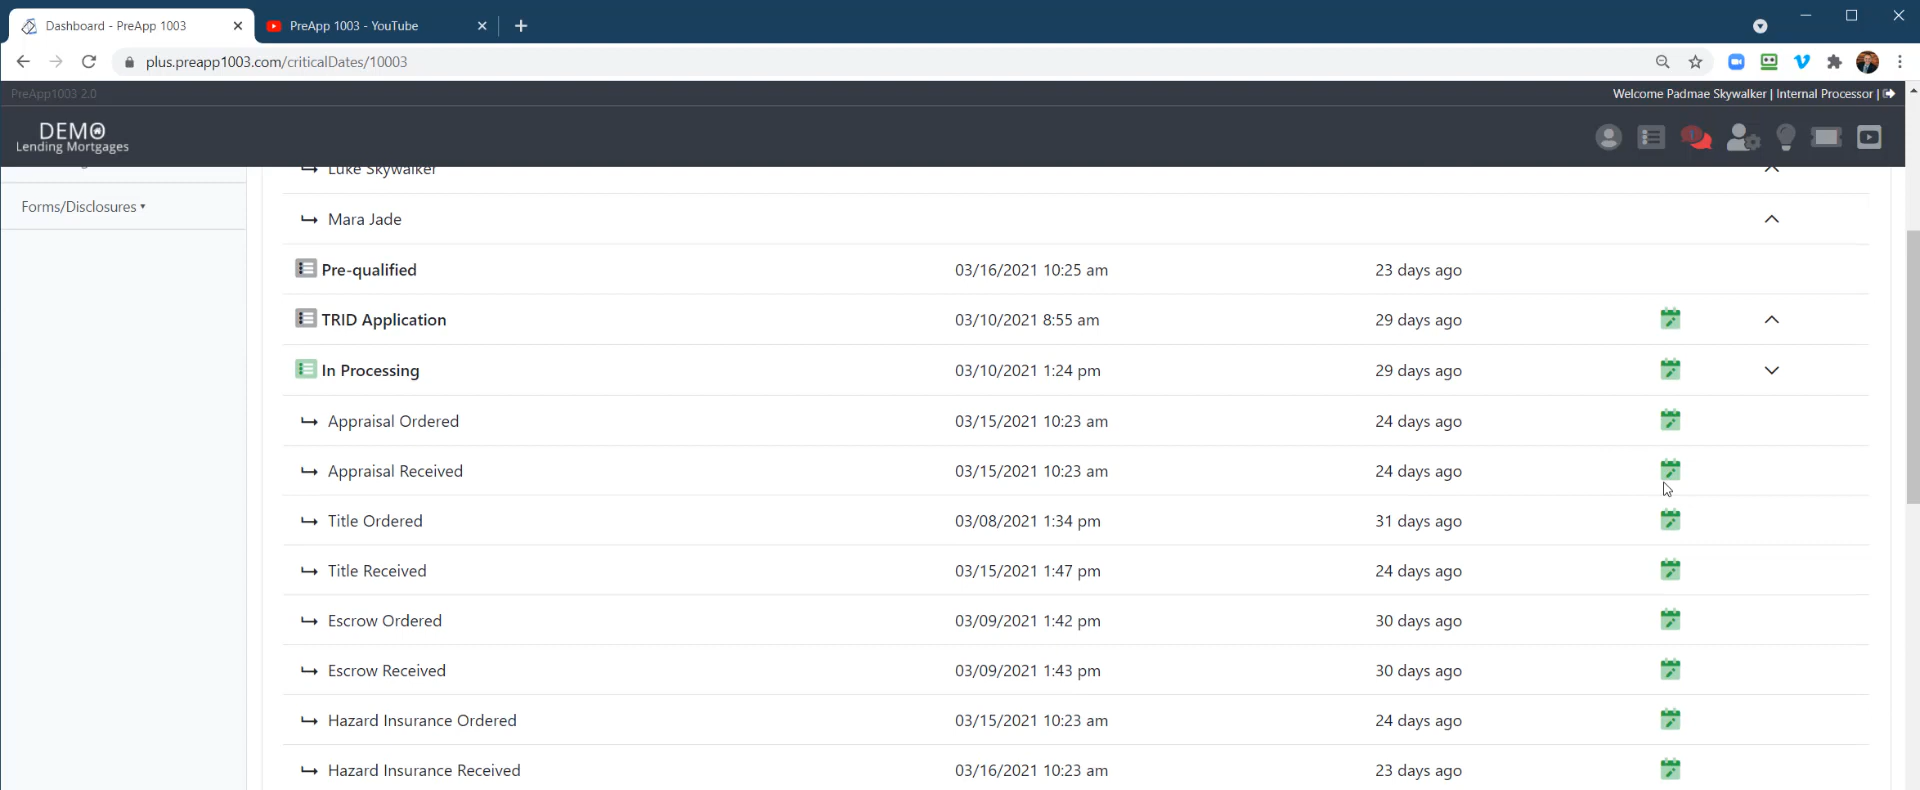 Dashboard - PreApp 1003
PreApp 1003 - YouTube
plus.preapp1003.com/criticalDates/10003
PreApp1003 2.0
Welcome Padmae Skywalker | Internal Processor |
DEMO
Lending Mortgages
Forms/Disclosures
Luke Skywalker
Mara Jade
Pre-qualified 03/16/2021 10:25 am 23 days ago
TRID Application 03/10/2021 8:55 am 29 days ago
In Processing 03/10/2021 1:24 pm 29 days ago
Appraisal Ordered 03/15/2021 10:23 am 24 days ago
Appraisal Received 03/15/2021 10:23 am 24 days ago
Title Ordered 03/08/2021 1:34 pm 31 days ago
Title Received 03/15/2021 1:47 pm 24 days ago
Escrow Ordered 03/09/2021 1:42 pm 30 days ago
Escrow Received 03/09/2021 1:43 pm 30 days ago
Hazard Insurance Ordered 03/15/2021 10:23 am 24 days ago
Hazard Insurance Received 03/16/2021 10:23 am 23 days ago